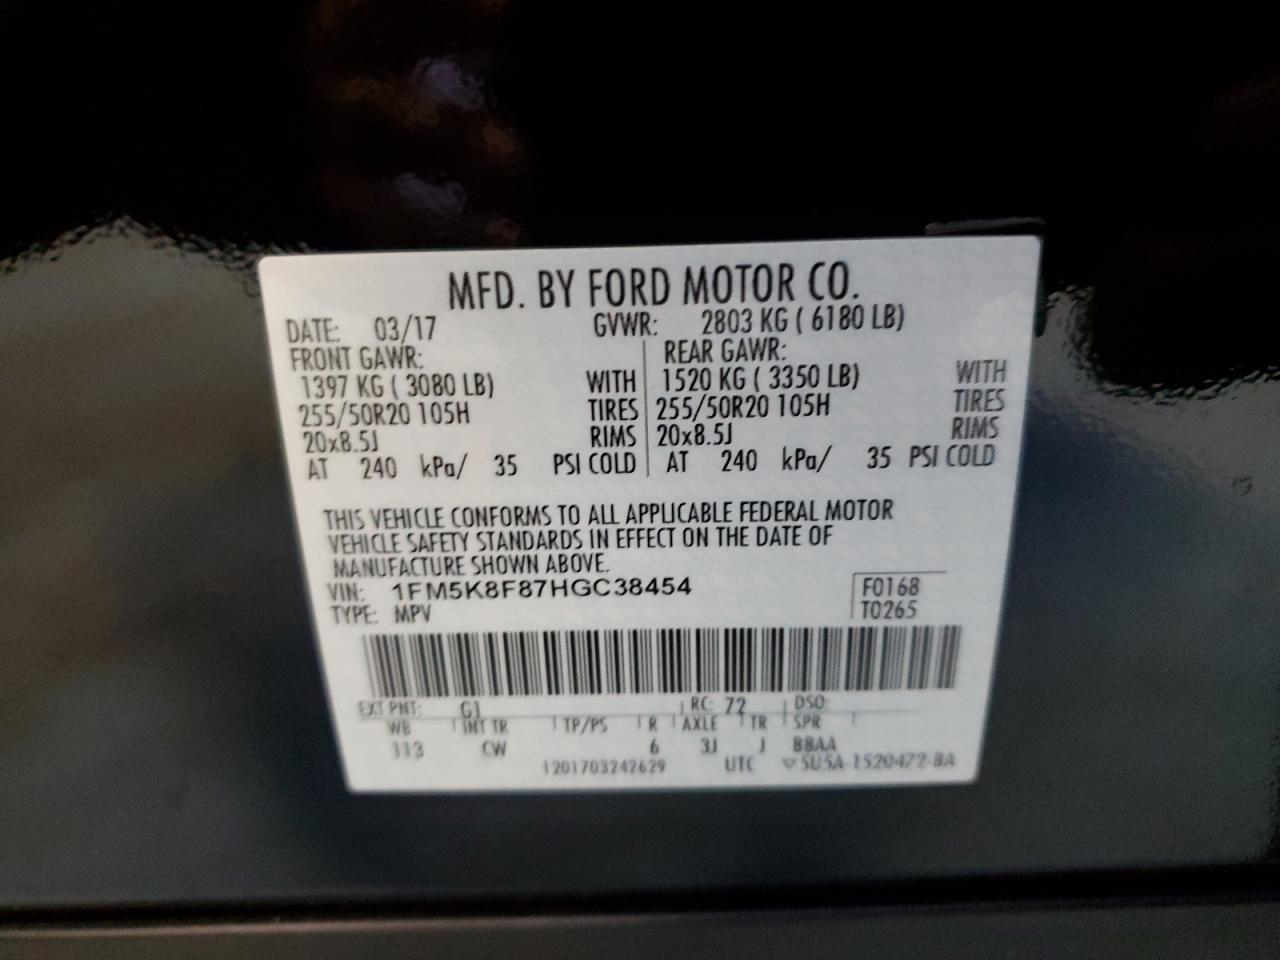 MFD. BY FORD MOTOR CO.
DATE: 03/17 GVWR: 2803 KG ( 6180 LB)
FRONT GAWR: REAR GAWR:
1397 KG ( 3080 LB) WITH 1520 KG ( 3350 LB) WITH
255/50R20 105H TIRES 255/50R20 105H TIRES
20x8.5J RIMS 20x8.5J RIMS
AT 240 kPa/ 35 PSI COLD AT 240 kPa/ 35 PSI COLD
THIS VEHICLE CONFORMS TO ALL APPLICABLE FEDERAL MOTOR
VEHICLE SAFETY STANDARDS IN EFFECT ON THE DATE OF
MANUFACTURE SHOWN ABOVE.
VIN: 1FM5K8F87HGC38454 F0168
TYPE: MPV T0265
EXT PNT: G1 RC: 72 DSO:
WB INT TR TP/PS R AXLE TR SPR
113 CW 6 3J J BBAA
1201703242629 UTC ▽ 5U5A-1520472-BA